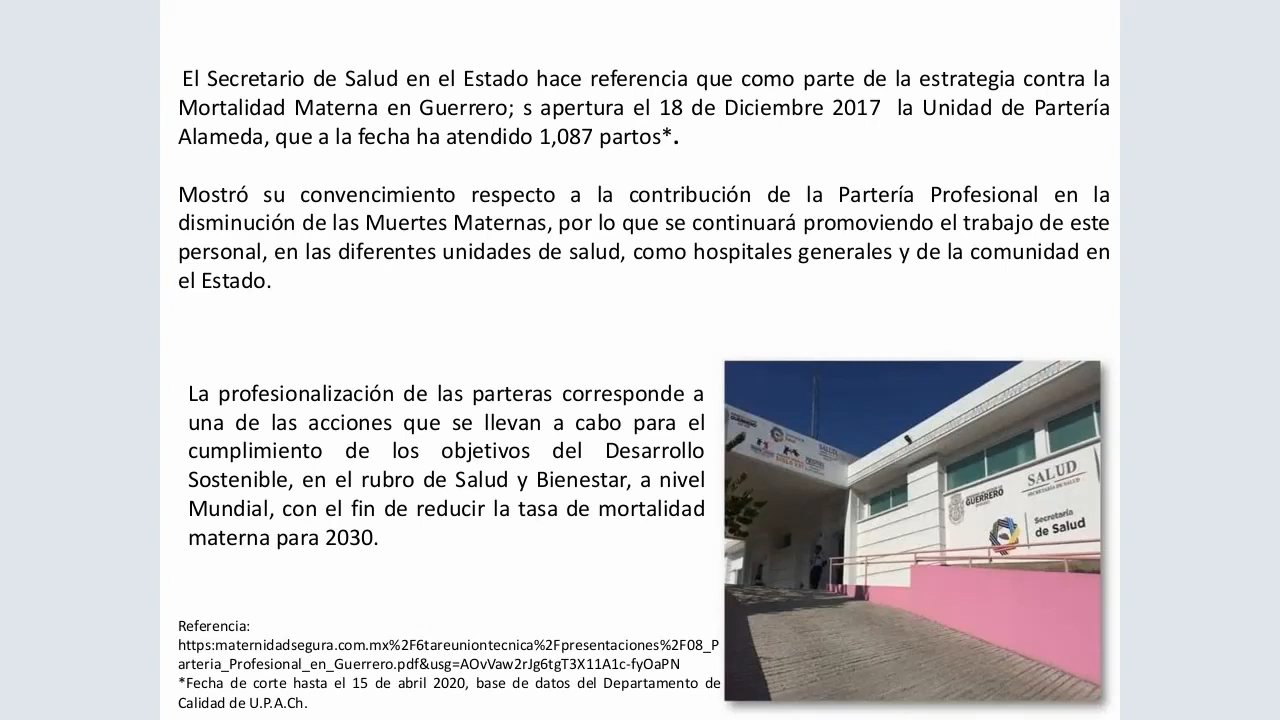 El Secretario de Salud en el Estado hace referencia que como parte de la estrategia contra la
Mortalidad Materna en Guerrero; s apertura el 18 de Diciembre 2017 la Unidad de Partería
Alameda, que a la fecha ha atendido 1,087 partos*.
Mostró su convencimiento respecto a la contribución de la Partería Profesional en la
disminución de las Muertes Maternas, por lo que se continuará promoviendo el trabajo de este
personal, en las diferentes unidades de salud, como hospitales generales y de la comunidad en
el Estado.
La profesionalización de las parteras corresponde a
una de las acciones que se llevan a cabo para el
cumplimiento de los objetivos del Desarrollo
Sostenible, en el rubro de Salud y Bienestar, a nivel
Mundial, con el fin de reducir la tasa de mortalidad
materna para 2030.
GUERRERO
SALUD
SECRETARÍA DE SALUD
GUERRERO
Secretaría
de Salud
Referencia:
https:maternidadsegura.com.mx%2F6tareuniontecnica%2Fpresentaciones%2F08_P
arteria_Profesional_en_Guerrero.pdf&usg=AOvVaw2rJg6tgT3X11A1c-fyOaPN
*Fecha de corte hasta el 15 de abril 2020, base de datos del Departamento de
Calidad de U.P.A.Ch.